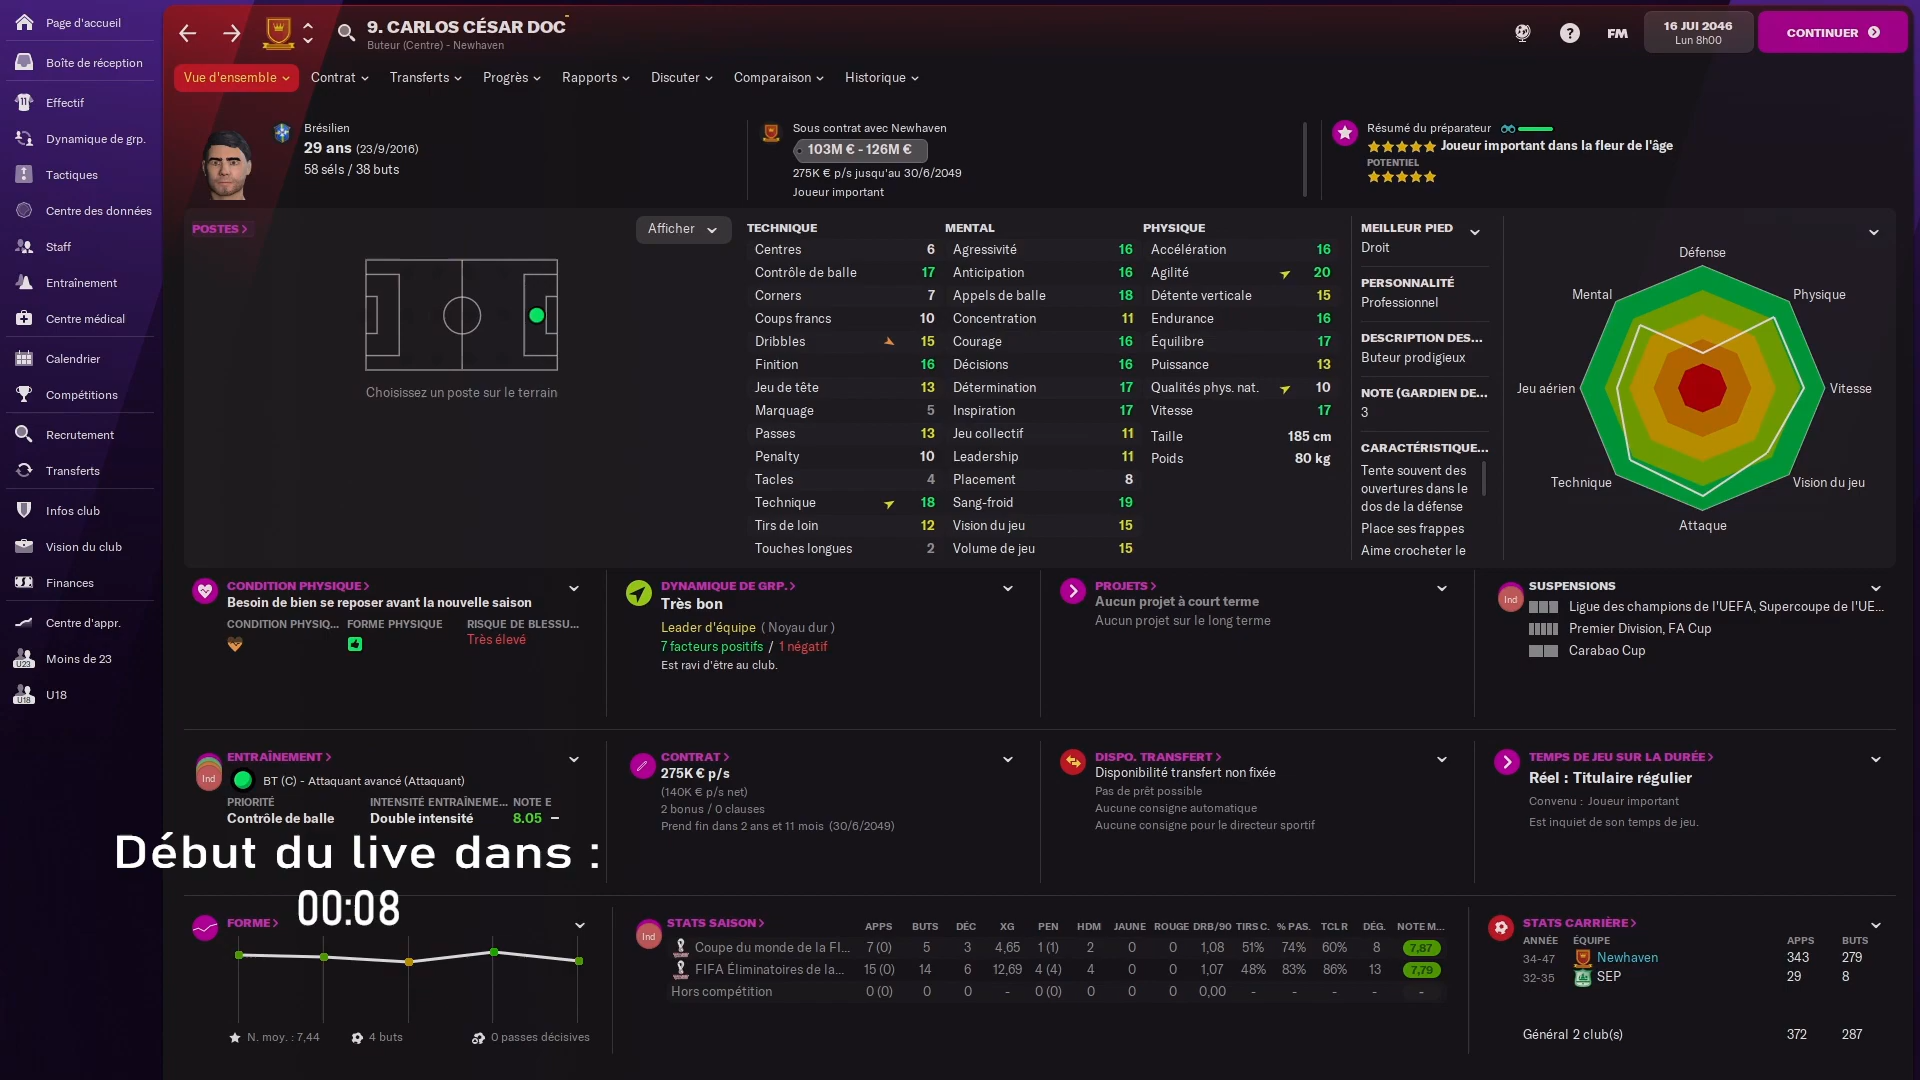 Page d'accueil
Boîte de réception
Effectif
Dynamique de grp.
Tactiques
Centre des données
Staff
Entraînement
Centre médical
Calendrier
Compétitions
Recrutement
Transferts
Infos club
Vision du club
Finances
Centre d'appr.
Moins de 23
U18
9. CARLOS CÉSAR DOC
Buteur (Centre) - Newhaven
FM
16 JUI 2046
Lun 8h00
CONTINUER
Vue d'ensemble Contrat Transferts Progrès Rapports Discuter Comparaison Historique
Brésilien
29 ans (23/9/2016)
58 séls / 38 buts
Sous contrat avec Newhaven
103M € - 126M €
275K € p/s jusqu'au 30/6/2049
Joueur important
Résumé du préparateur
Joueur important dans la fleur de l'âge
POTENTIEL
POSTES
Afficher
Choisissez un poste sur le terrain
TECHNIQUE
Centres 6
Contrôle de balle 17
Corners 7
Coups francs 10
Dribbles 15
Finition 16
Jeu de tête 13
Marquage 5
Passes 13
Penalty 10
Tacles 4
Technique 18
Tirs de loin 12
Touches longues 2
MENTAL
Agressivité 16
Anticipation 16
Appels de balle 18
Concentration 11
Courage 16
Décisions 16
Détermination 17
Inspiration 17
Jeu collectif 11
Leadership 11
Placement 8
Sang-froid 19
Vision du jeu 15
Volume de jeu 15
PHYSIQUE
Accélération 16
Agilité 20
Détente verticale 15
Endurance 16
Équilibre 17
Puissance 13
Qualités phys. nat. 10
Vitesse 17
Taille 185 cm
Poids 80 kg
MEILLEUR PIED
Droit
PERSONNALITÉ
Professionnel
DESCRIPTION DES...
Buteur prodigieux
NOTE (GARDIEN DE...
3
CARACTÉRISTIQUE...
Tente souvent des
ouvertures dans le
dos de la défense
Place ses frappes
Aime crocheter le
Défense
Mental Physique
Jeu aérien Vitesse
Technique Vision du jeu
Attaque
CONDITION PHYSIQUE
Besoin de bien se reposer avant la nouvelle saison
CONDITION PHYSIQ... FORME PHYSIQUE RISQUE DE BLESSU...
Très élevé
DYNAMIQUE DE GRP.
Très bon
Leader d'équipe ( Noyau dur )
7 facteurs positifs / 1 négatif
Est ravi d'être au club.
PROJETS
Aucun projet à court terme
Aucun projet sur le long terme
Ind
SUSPENSIONS
Ligue des champions de l'UEFA, Supercoupe de l'UE...
Premier Division, FA Cup
Carabao Cup
Ind
ENTRAÎNEMENT
BT (C) - Attaquant avancé (Attaquant)
PRIORITÉ INTENSITÉ ENTRAÎNEME... NOTE E
Contrôle de balle Double intensité 8.05 –
CONTRAT
275K € p/s
(140K € p/s net)
2 bonus / 0 clauses
Prend fin dans 2 ans et 11 mois (30/6/2049)
DISPO. TRANSFERT
Disponibilité transfert non fixée
Pas de prêt possible
Aucune consigne automatique
Aucune consigne pour le directeur sportif
TEMPS DE JEU SUR LA DURÉE
Réel : Titulaire régulier
Convenu : Joueur important
Est inquiet de son temps de jeu.
Début du live dans :
00:08
FORME
N. moy. : 7,44 4 buts 0 passes décisives
Ind
STATS SAISON APPS BUTS DÉC XG PEN HDM JAUNE ROUGE DRB/90 TIRS C. % PAS. TCL R DÉG. NOTE M...
Coupe du monde de la FI... 7 (0) 5 3 4,65 1 (1) 2 0 0 1,08 51% 74% 60% 8 7,87
FIFA Éliminatoires de la... 15 (0) 14 6 12,69 4 (4) 4 0 0 1,07 48% 83% 86% 13 7,79
Hors compétition 0 (0) 0 0 - 0 (0) 0 0 0 0,00 - - - - -
STATS CARRIÈRE
ANNÉE ÉQUIPE APPS BUTS
34-47 Newhaven 343 279
32-35 SEP 29 8
Général 2 club(s) 372 287